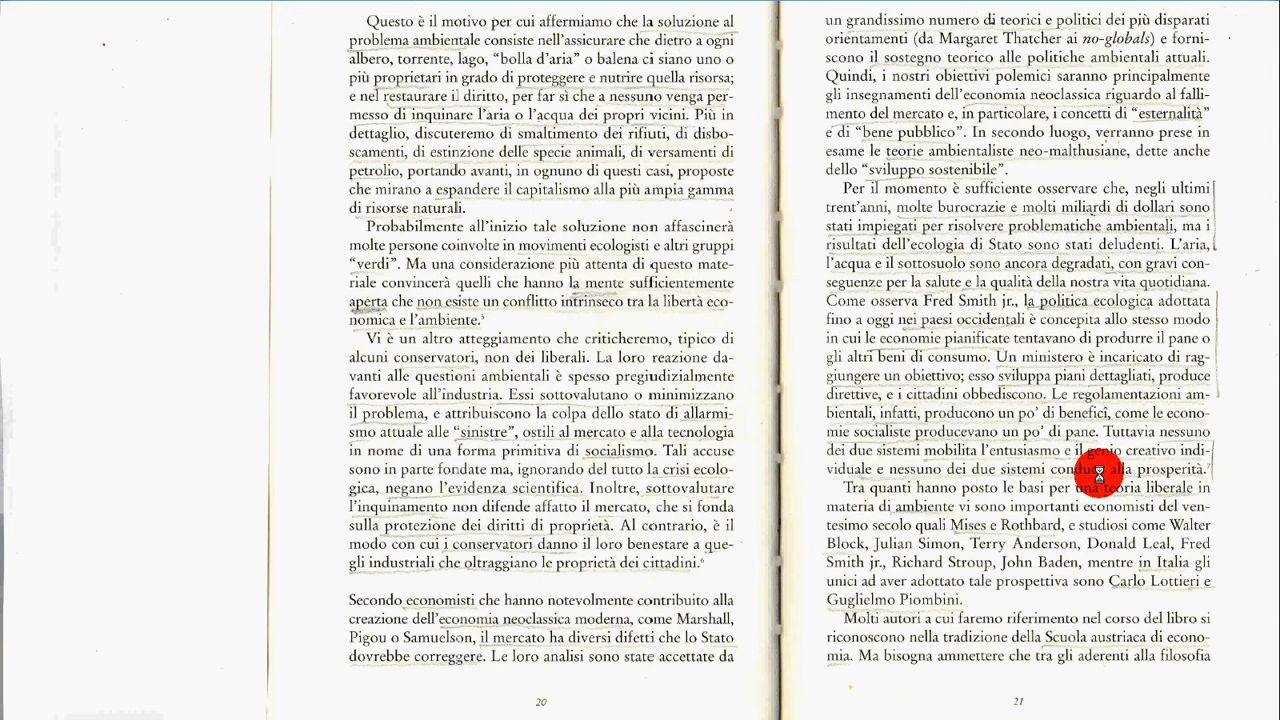 Questo è il motivo per cui affermiamo che la soluzione al
problema ambientale consiste nell'assicurare che dietro a ogni
albero, torrente, lago, "bolla d'aria" o balena ci siano uno o
più proprietari in grado di proteggere e nutrire quella risorsa;
e nel restaurare il diritto, per far sì che a nessuno venga per-
messo di inquinare l'aria o l'acqua dei propri vicini. Più in
dettaglio, discuteremo di smaltimento dei rifiuti, di disbo-
scamenti, di estinzione delle specie animali, di versamenti di
petrolio, portando avanti, in ognuno di questi casi, proposte
che mirano a espandere il capitalismo alla più ampia gamma
di risorse naturali.
Probabilmente all'inizio tale soluzione non affascinerà
molte persone coinvolte in movimenti ecologisti e altri gruppi
"verdi". Ma una considerazione più attenta di questo mate-
riale convincerà quelli che hanno la mente sufficientemente
aperta che non esiste un conflitto intrinseco tra la libertà eco-
nomica e l'ambiente.⁵
Vi è un altro atteggiamento che criticheremo, tipico di
alcuni conservatori, non dei liberali. La loro reazione da-
vanti alle questioni ambientali è spesso pregiudizialmente
favorevole all'industria. Essi sottovalutano o minimizzano
il problema, e attribuiscono la colpa dello stato di allarmi-
smo attuale alle "sinistre", ostili al mercato e alla tecnologia
in nome di una forma primitiva di socialismo. Tali accuse
sono in parte fondate ma, ignorando del tutto la crisi ecolo-
gica, negano l'evidenza scientifica. Inoltre, sottovalutare
l'inquinamento non difende affatto il mercato, che si fonda
sulla protezione dei diritti di proprietà. Al contrario, è il
modo con cui i conservatori danno il loro benestare a que-
gli industriali che oltraggiano le proprietà dei cittadini.⁶
Secondo economisti che hanno notevolmente contribuito alla
creazione dell'economia neoclassica moderna, come Marshall,
Pigou o Samuelson, il mercato ha diversi difetti che lo Stato
dovrebbe correggere. Le loro analisi sono state accettate da
20
un grandissimo numero di teorici e politici dei più disparati
orientamenti (da Margaret Thatcher ai no-globals) e forni-
scono il sostegno teorico alle politiche ambientali attuali.
Quindi, i nostri obiettivi polemici saranno principalmente
gli insegnamenti dell'economia neoclassica riguardo al falli-
mento del mercato e, in particolare, i concetti di "esternalità"
e di "bene pubblico". In secondo luogo, verranno prese in
esame le teorie ambientaliste neo-malthusiane, dette anche
dello "sviluppo sostenibile".
Per il momento è sufficiente osservare che, negli ultimi
trent'anni, molte burocrazie e molti miliardi di dollari sono
stati impiegati per risolvere problematiche ambientali, ma i
risultati dell'ecologia di Stato sono stati deludenti. L'aria,
l'acqua e il sottosuolo sono ancora degradati, con gravi con-
seguenze per la salute e la qualità della nostra vita quotidiana.
Come osserva Fred Smith jr., la politica ecologica adottata
fino a oggi nei paesi occidentali è concepita allo stesso modo
in cui le economie pianificate tentavano di produrre il pane o
gli altri beni di consumo. Un ministero è incaricato di rag-
giungere un obiettivo; esso sviluppa piani dettagliati, produce
direttive, e i cittadini obbediscono. Le regolamentazioni am-
bientali, infatti, producono un po' di benefici, come le econo-
mie socialiste producevano un po' di pane. Tuttavia nessuno
dei due sistemi mobilita l'entusiasmo e il genio creativo indi-
viduale e nessuno dei due sistemi conduce alla prosperità.⁷
Tra quanti hanno posto le basi per una teoria liberale in
materia di ambiente vi sono importanti economisti del ven-
tesimo secolo quali Mises e Rothbard, e studiosi come Walter
Block, Julian Simon, Terry Anderson, Donald Leal, Fred
Smith jr., Richard Stroup, John Baden, mentre in Italia gli
unici ad aver adottato tale prospettiva sono Carlo Lottieri e
Guglielmo Piombini.
Molti autori a cui faremo riferimento nel corso del libro si
riconoscono nella tradizione della Scuola austriaca di econo-
mia. Ma bisogna ammettere che tra gli aderenti alla filosofia
21